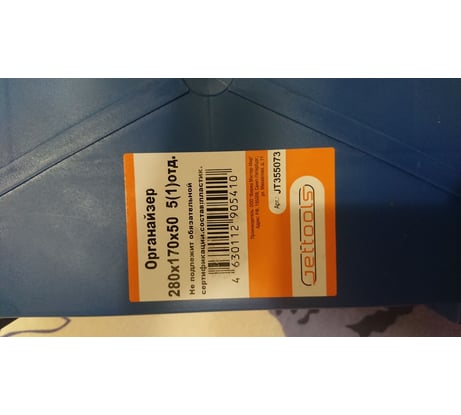 Органайзер
280x170x50 5(1)отд.
Не подлежит обязательной
сертификации.состав:пластик.
4 630112 905410
Арт.: JT355073
jettools